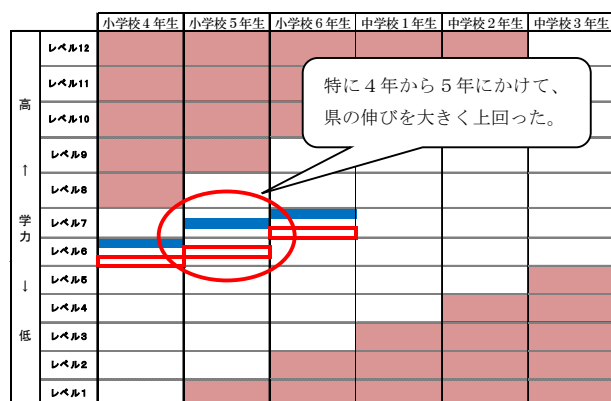 小学校４年生 小学校５年生 小学校６年生 中学校１年生 中学校２年生 中学校３年生
高
↑
学
力
↓
低
レベル12
レベル11
レベル10
レベル9
レベル8
レベル7
レベル6
レベル5
レベル4
レベル3
レベル2
レベル1
特に４年から５年にかけて、
県の伸びを大きく上回った。